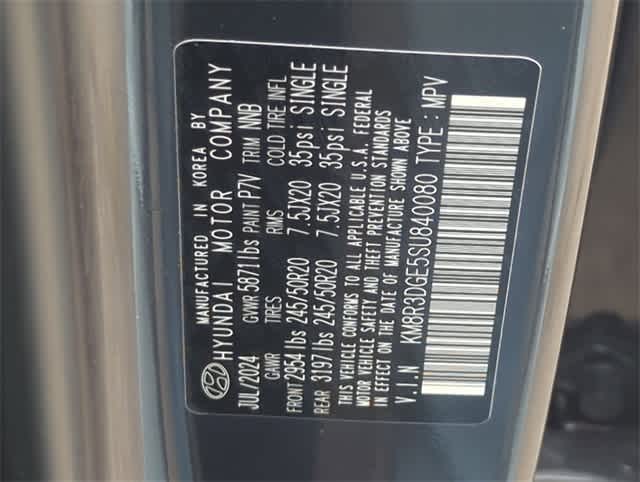 MANUFACTURED IN KOREA BY
HYUNDAI MOTOR COMPANY
JUL/2024 GVWR 5871lbs PAINT P7V TRIM NNB
GAWR TIRES RIMS COLD TIRE INFL
FRONT 2954 lbs 245/50R20 7.5JX20 35psi SINGLE
REAR 3197 lbs 245/50R20 7.5JX20 35psi SINGLE
THIS VEHICLE CONFORMS TO ALL APPLICABLE U.S.A. FEDERAL
MOTOR VEHICLE SAFETY AND THEFT PREVENTION STANDARDS
IN EFFECT ON THE DATE OF MANUFACTURE SHOWN ABOVE
V.I.N KM8R3DGE5SU840080 TYPE : MPV